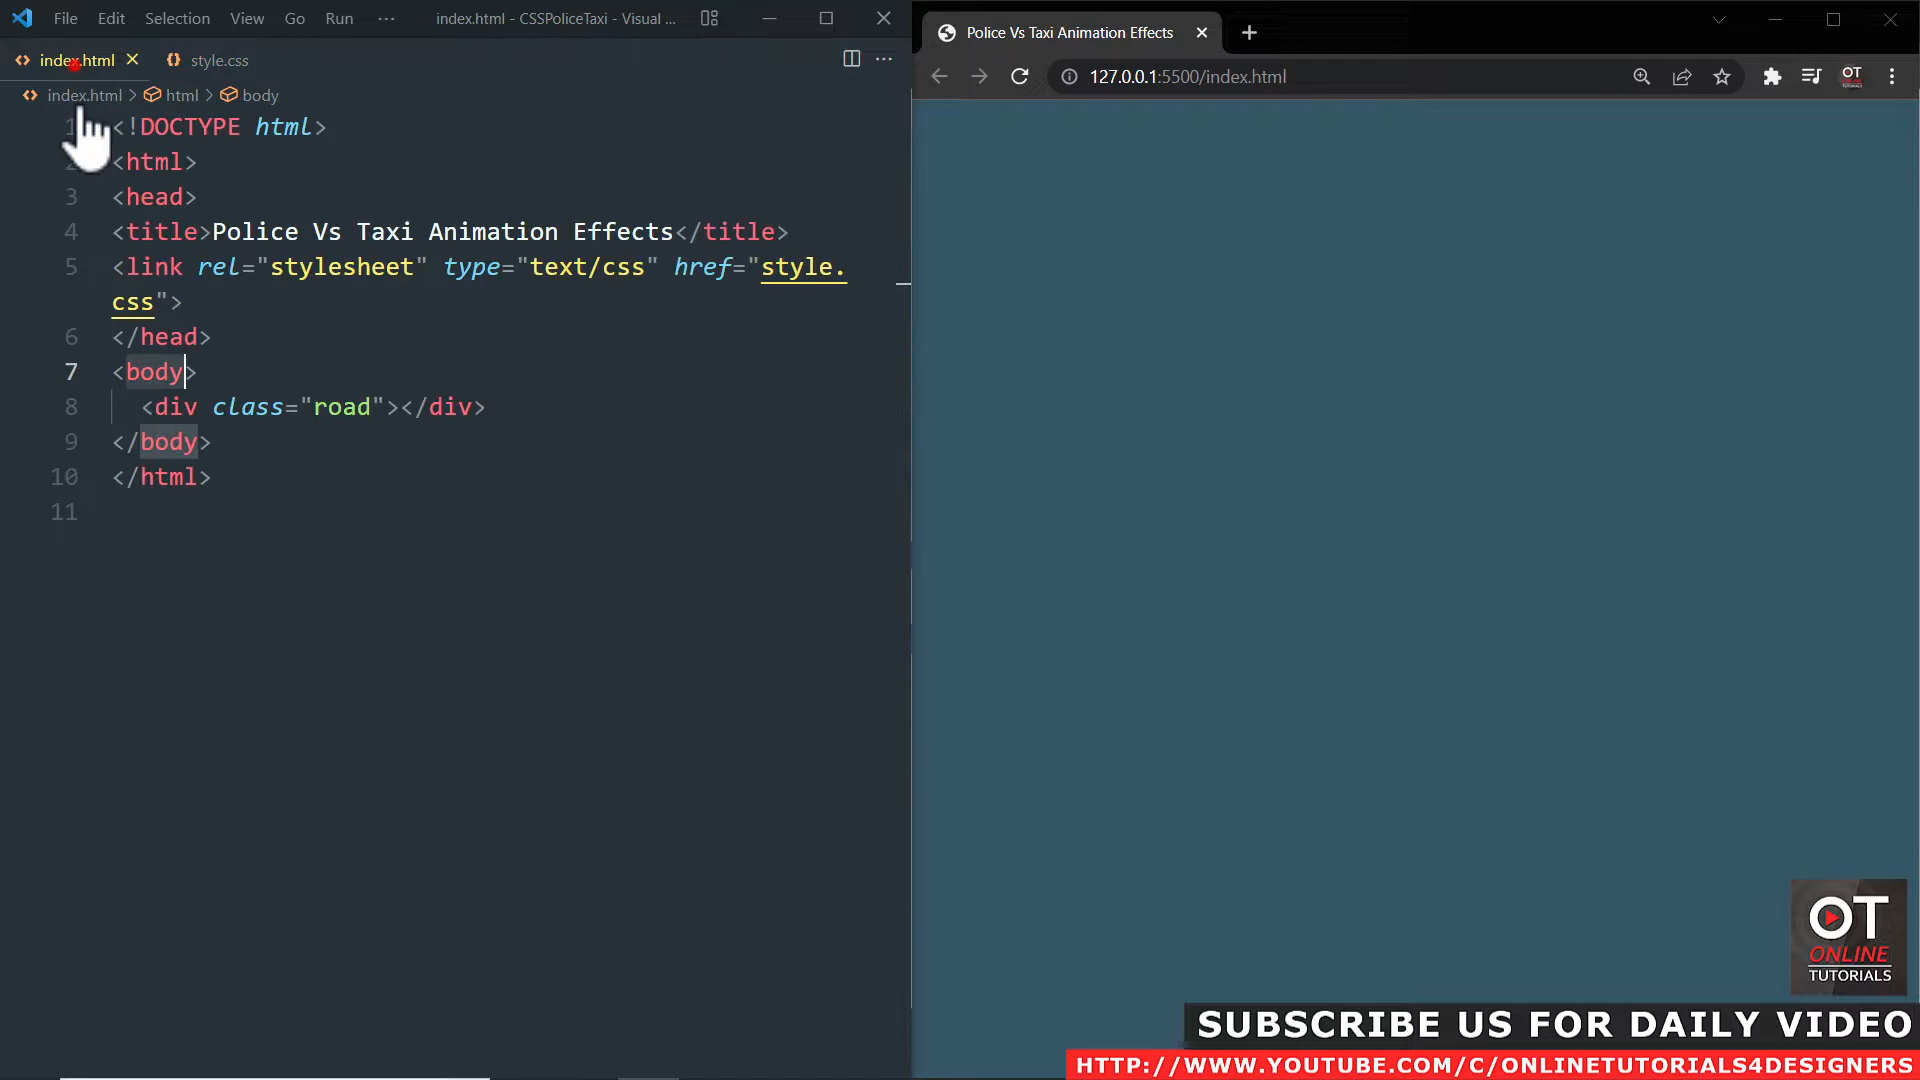 File Edit Selection View Go Run ··· index.html - CSSPoliceTaxi - Visual ...
index.html style.css
index.html > html > body
1 <!DOCTYPE html>
2 <html>
3 <head>
4 <title>Police Vs Taxi Animation Effects</title>
5 <link rel="stylesheet" type="text/css" href="style.
css">
6 </head>
7 <body>
8 <div class="road"></div>
9 </body>
10 </html>
11
Police Vs Taxi Animation Effects
127.0.0.1:5500/index.html
OT
OT
ONLINE
TUTORIALS
SUBSCRIBE US FOR DAILY VIDEO
HTTP://WWW.YOUTUBE.COM/C/ONLINETUTORIALS4DESIGNERS